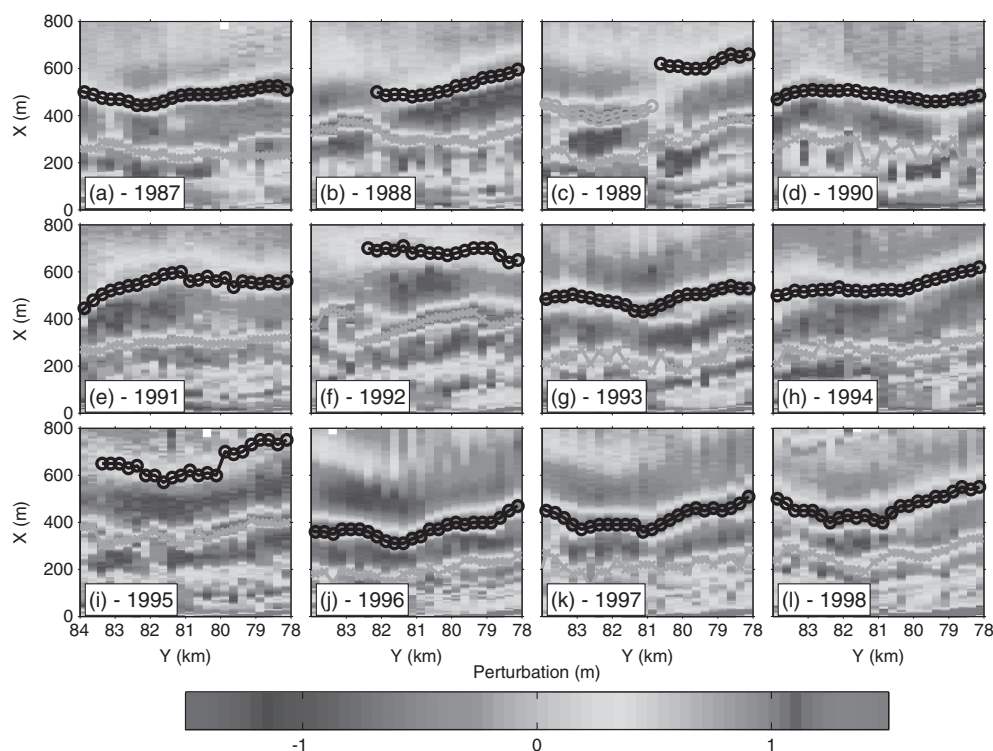 800
600
400
200
0
X (m)
(a) - 1987
(b) - 1988
(c) - 1989
(d) - 1990
800
600
400
200
0
X (m)
(e) - 1991
(f) - 1992
(g) - 1993
(h) - 1994
800
600
400
200
0
X (m)
(i) - 1995
(j) - 1996
(k) - 1997
(l) - 1998
84 83 82 81 80 79 78
83 82 81 80 79 78
83 82 81 80 79 78
83 82 81 80 79 78
Y (km)
Y (km)
Y (km)
Y (km)
Perturbation (m)
-1 0 1